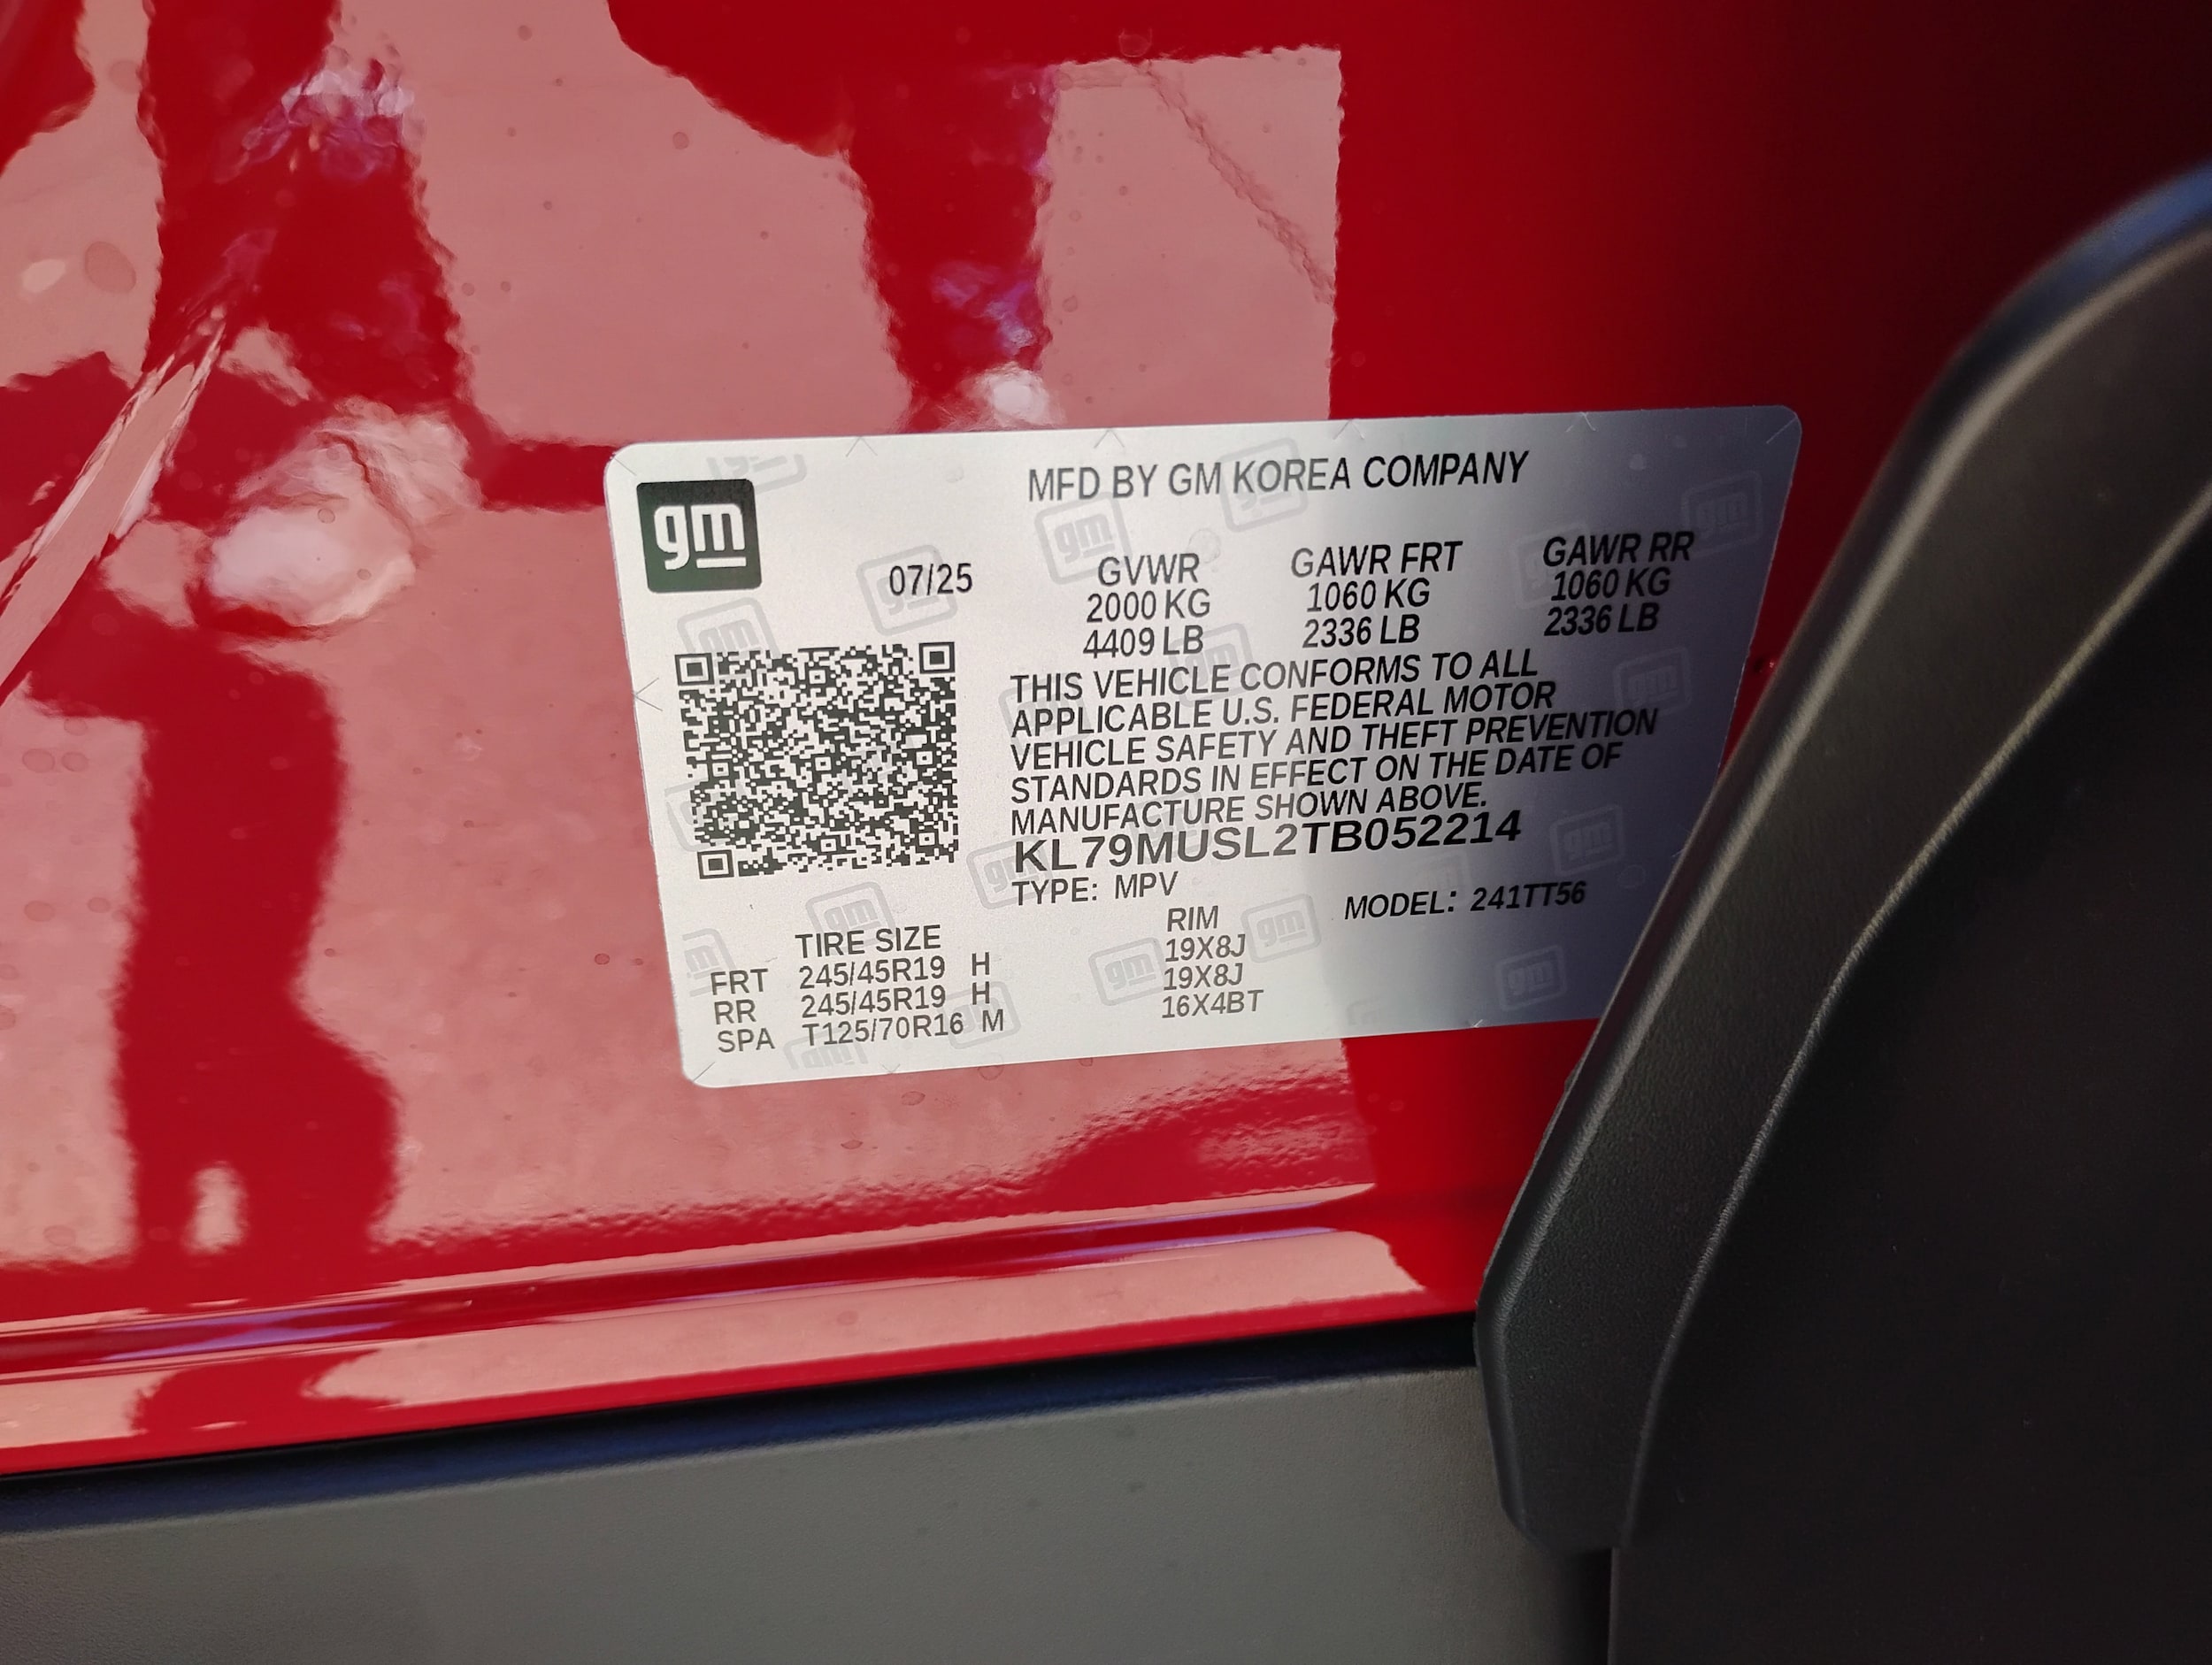 gm
MFD BY GM KOREA COMPANY
07/25
GVWR GAWR FRT GAWR RR
2000 KG 1060 KG 1060 KG
4409 LB 2336 LB 2336 LB
THIS VEHICLE CONFORMS TO ALL
APPLICABLE U.S. FEDERAL MOTOR
VEHICLE SAFETY AND THEFT PREVENTION
STANDARDS IN EFFECT ON THE DATE OF
MANUFACTURE SHOWN ABOVE.
KL79MUSL2TB052214
TYPE: MPV MODEL: 241TT56
TIRE SIZE RIM
FRT 245/45R19 H 19X8J
RR 245/45R19 H 19X8J
SPA T125/70R16 M 16X4BT